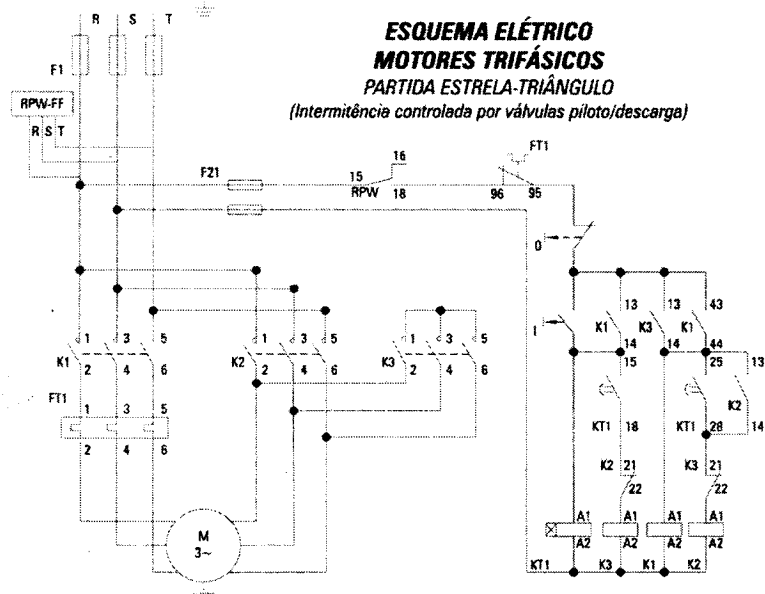 R S T
ESQUEMA ELÉTRICO
MOTORES TRIFÁSICOS
PARTIDA ESTRELA-TRIÂNGULO
(Intermitência controlada por válvulas piloto/descarga)
F1
RPW-FF
R S T
F21
16
15
RPW 18
FT1
96 95
0
13 13 43
I K1 K3 K1
14 14 44
1 3 5 1 3 5 1 3 5
K1 K2 K3
2 4 6 2 4 6 2 4 6
15 25 13
K2
KT1 18 KT1 26 14
FT1
1 3 5
2 4 6
K2 21 K3 21
22 22
M
3~
A1 A1 A1 A1
A2 A2 A2 A2
KT1 K3 K1 K2